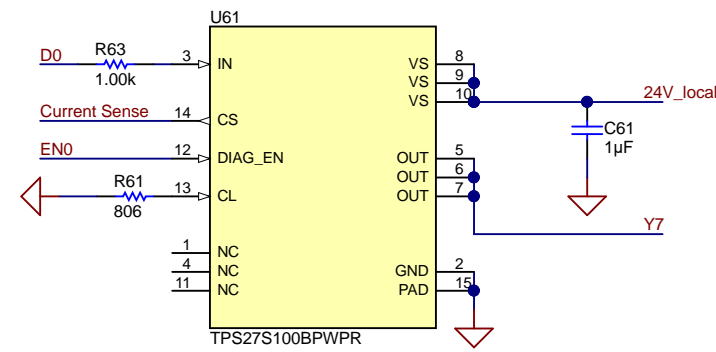 U61
D0
R63
1.00k
3
IN
Current Sense
14
CS
EN0
12
DIAG_EN
R61
806
13
CL
1
NC
4
NC
11
NC
VS
8
VS
9
VS
10
24V_local
C61
1µF
OUT
5
OUT
6
OUT
7
Y7
GND
2
PAD
15
TPS27S100BPWPR